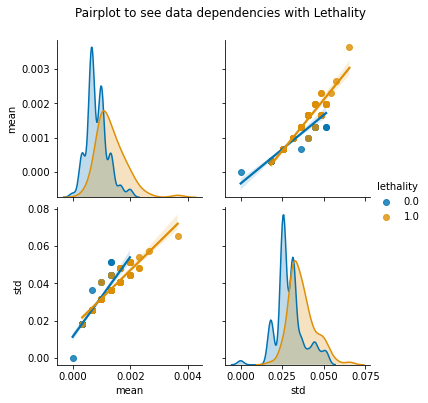 Pairplot to see data dependencies with Lethality
0.003
0.002
0.001
0.000
mean
lethality
0.0
1.0
0.08
0.06
0.04
0.02
0.00
std
0.000 0.002 0.004
mean
0.000 0.025 0.050 0.075
std